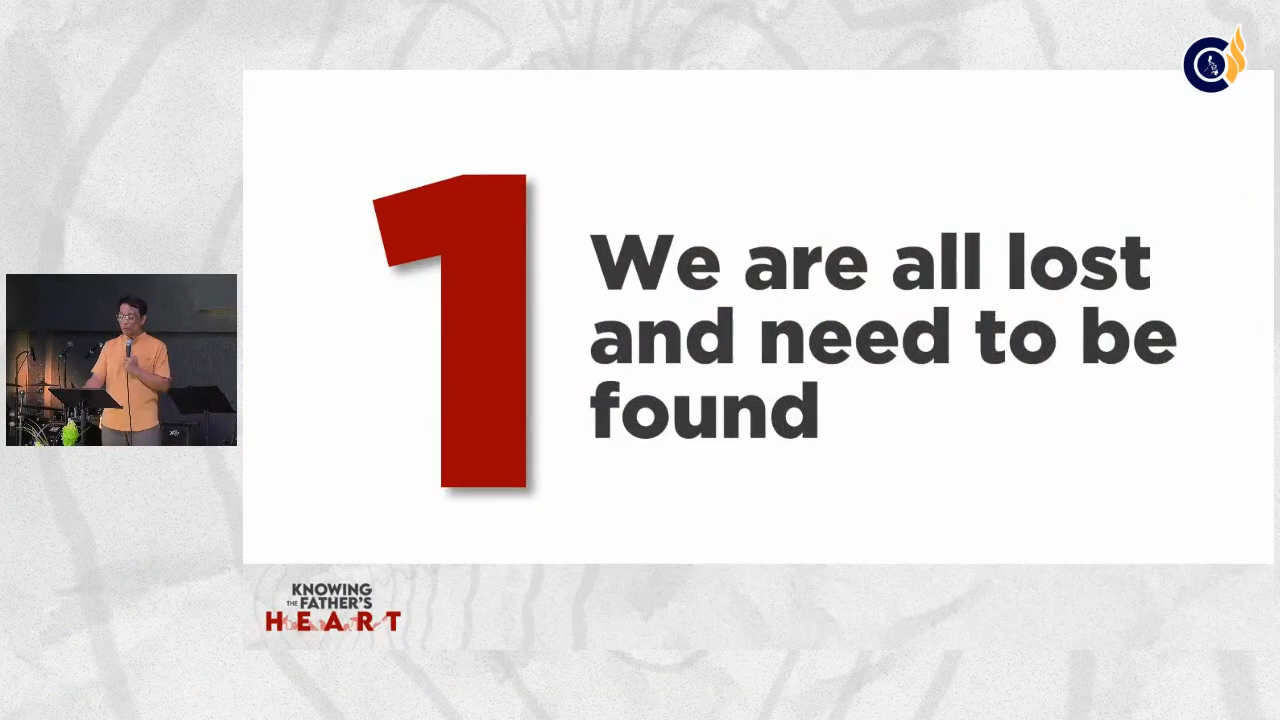 1
We are all lost
and need to be
found
KNOWING
THE FATHER'S
HEART